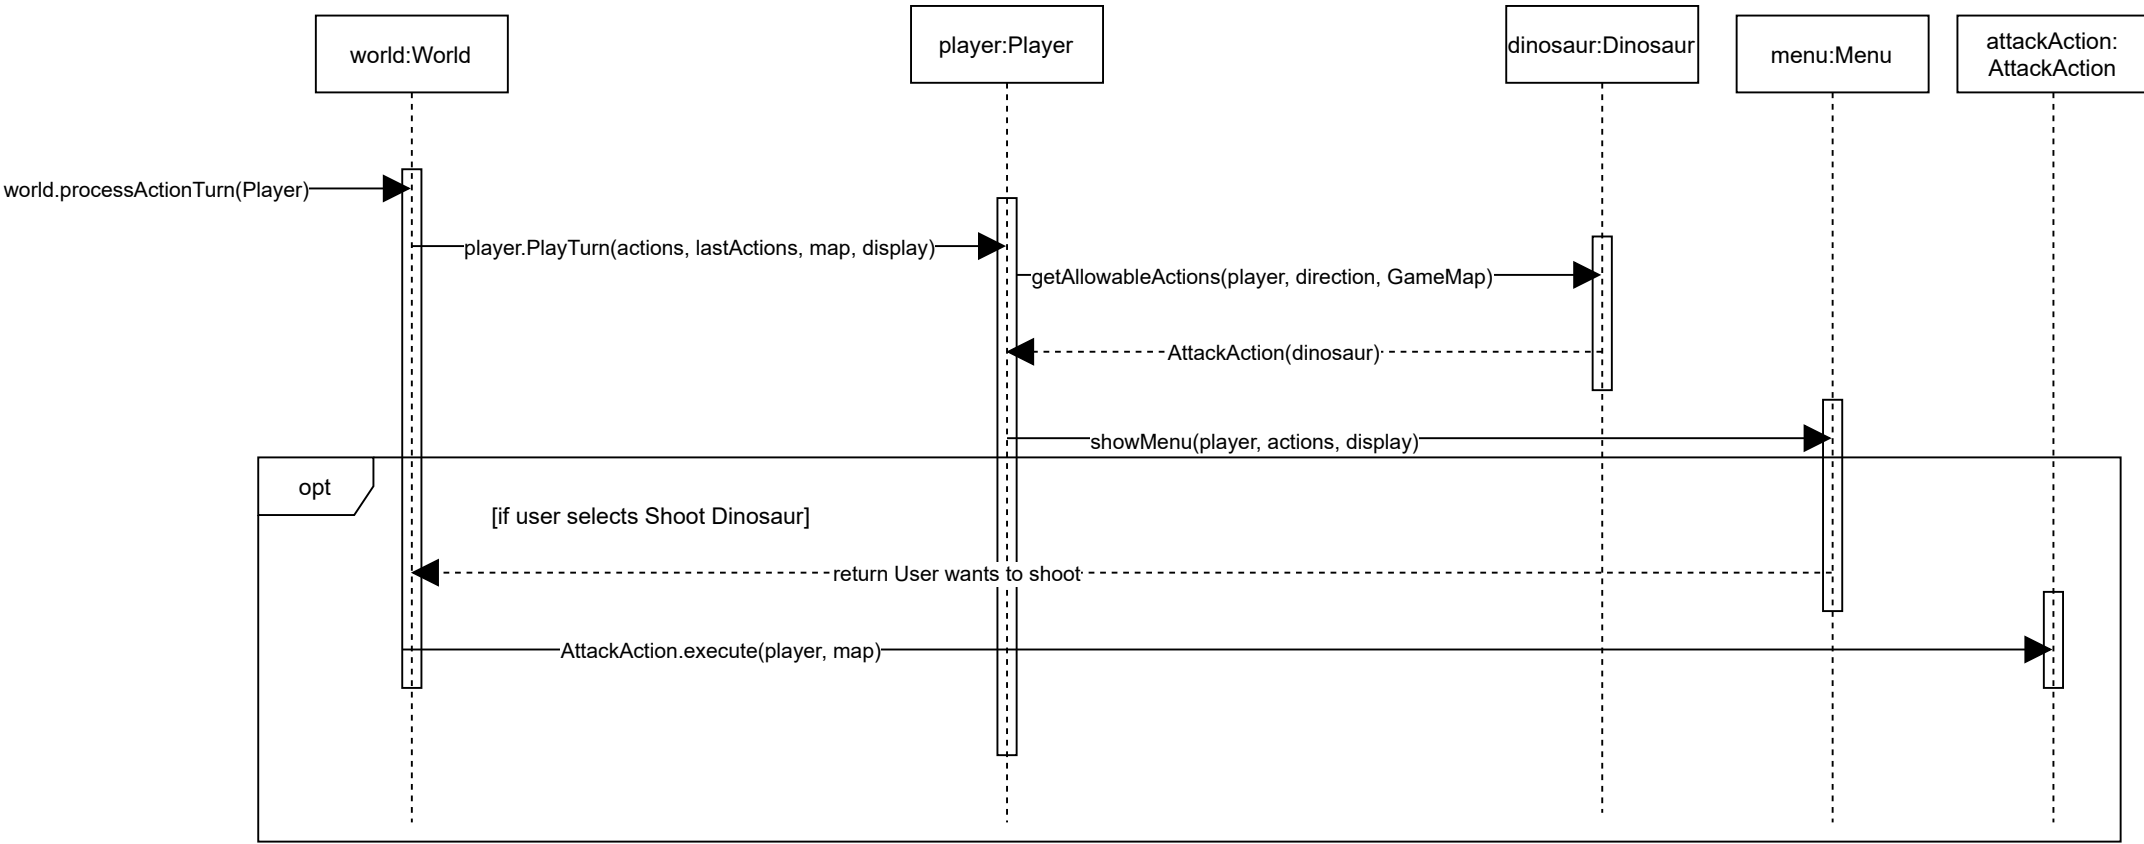 world:World
player:Player
dinosaur:Dinosaur
menu:Menu
attackAction:
AttackAction
world.processActionTurn(Player)
player.PlayTurn(actions, lastActions, map, display)
getAllowableActions(player, direction, GameMap)
AttackAction(dinosaur)
showMenu(player, actions, display)
opt
[if user selects Shoot Dinosaur]
return User wants to shoot
AttackAction.execute(player, map)